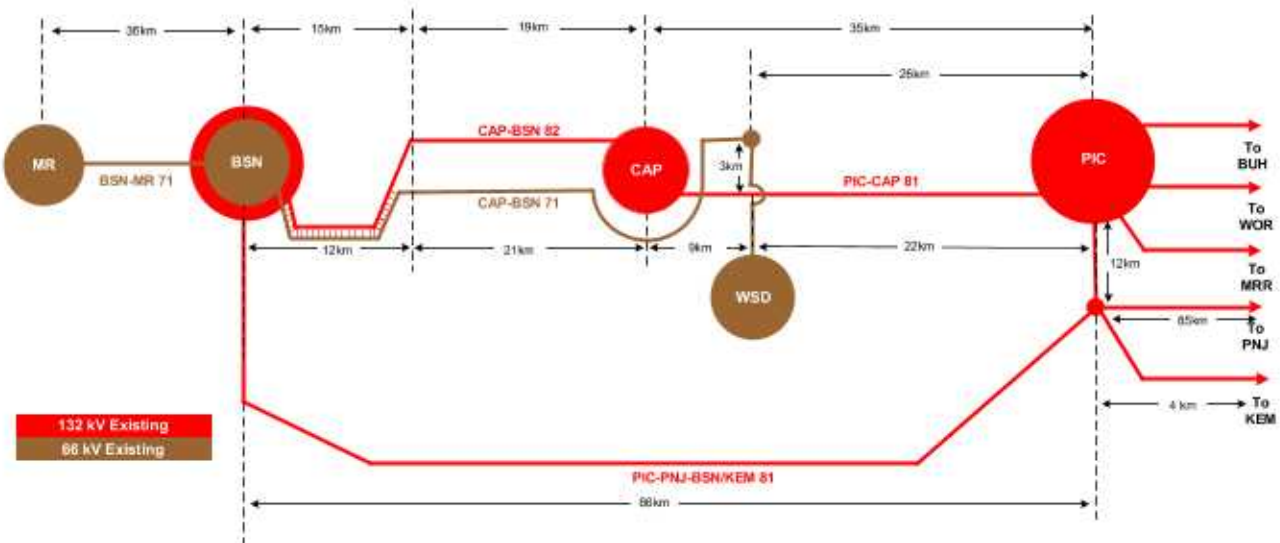 36km
15km
19km
35km
26km
CAP-BSN 82
MR
BSN
CAP
PIC
To
BUH
3km
BSN-MR 71
PIC-CAP 81
CAP-BSN 71
To
WOR
12km
21km
9km
22km
12km
To
MRR
WSD
85km
To
PNJ
4 km
To
KEM
132 kV Existing
66 kV Existing
PIC-PNJ-BSN/KEM 81